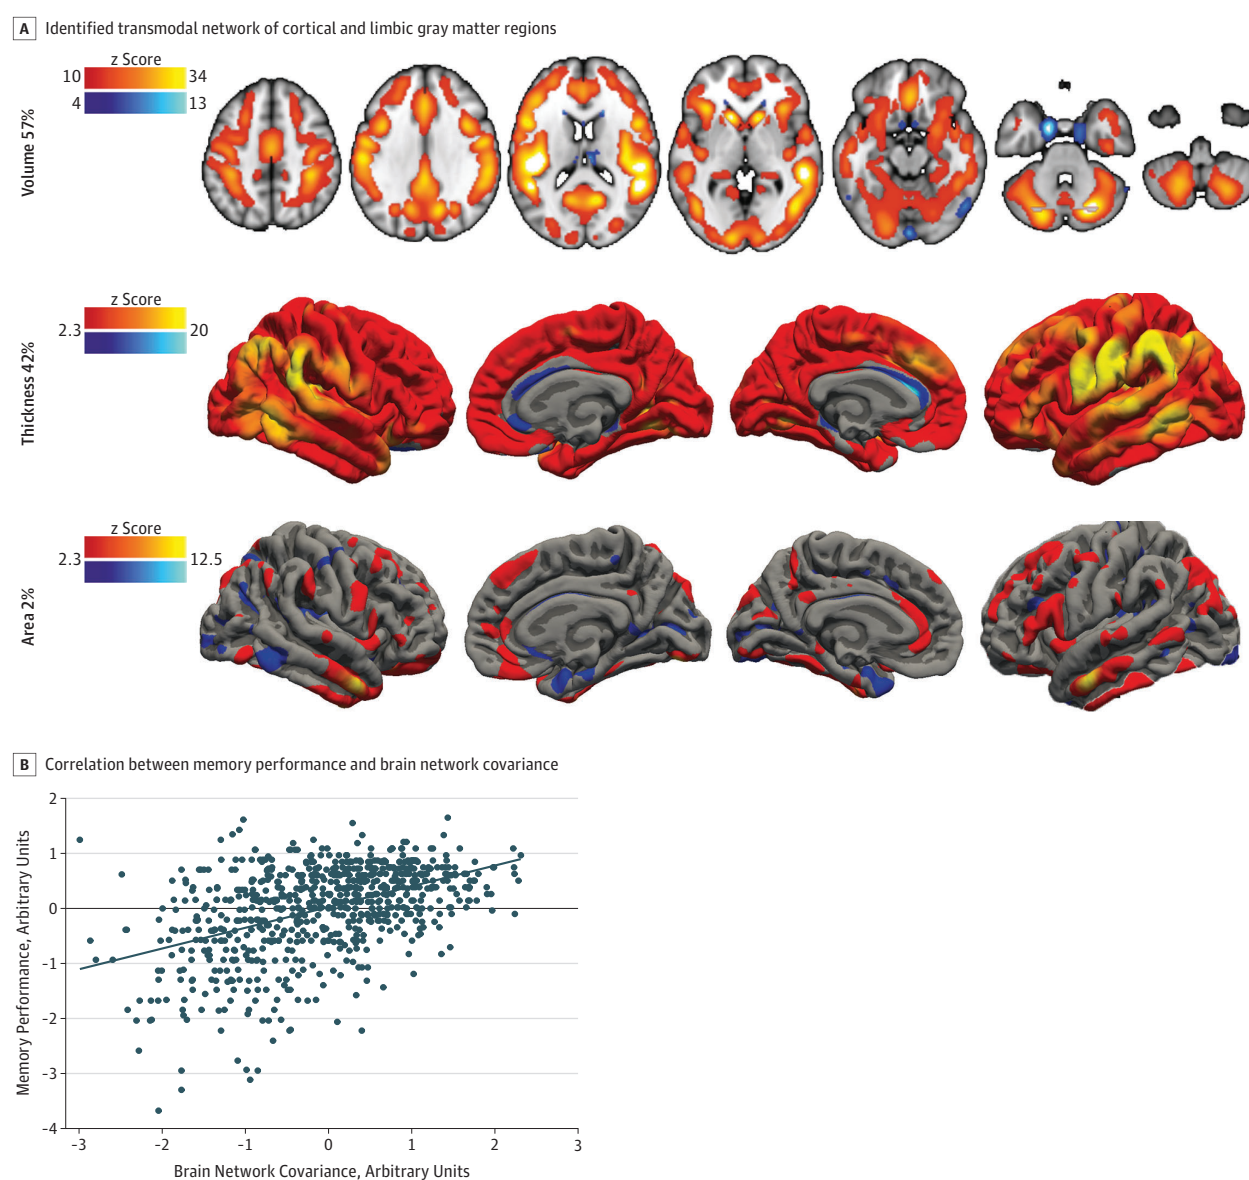 A Identified transmodal network of cortical and limbic gray matter regions
z Score
10 34
4 13
Volume 57%
z Score
2.3 20
Thickness 42%
z Score
2.3 12.5
Area 2%
B Correlation between memory performance and brain network covariance
2
1
0
-1
-2
-3
-4
Memory Performance, Arbitrary Units
-3 -2 -1 0 1 2 3
Brain Network Covariance, Arbitrary Units